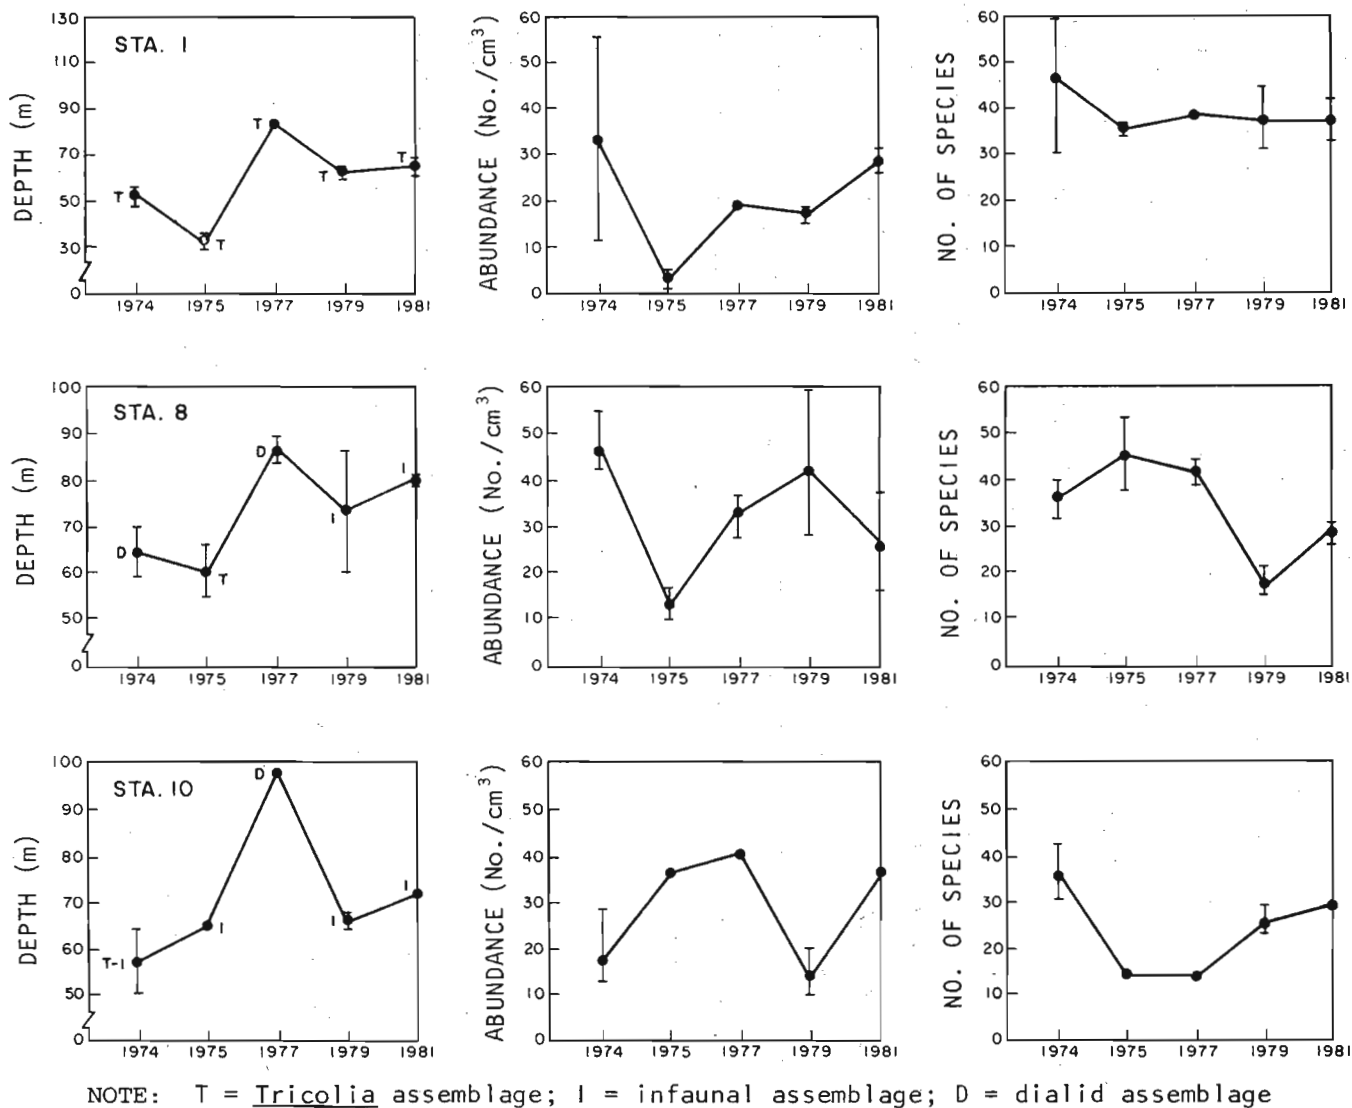 DEPTH (m)
130
110
90
70
50
30
0
STA. 1
T
T
T
T
T
1974 1975 1977 1979 1981
ABUNDANCE (No./cm³)
60
50
40
30
20
10
0
1974 1975 1977 1979 1981
NO. OF SPECIES
60
50
40
30
20
10
0
1974 1975 1977 1979 1981
DEPTH (m)
100
90
80
70
60
50
0
STA. 8
D
T
D
I
I
1974 1975 1977 1979 1981
ABUNDANCE (No./cm³)
60
50
40
30
20
10
0
1974 1975 1977 1979 1981
NO. OF SPECIES
60
50
40
30
20
10
0
1974 1975 1977 1979 1981
DEPTH (m)
100
90
80
70
60
50
0
STA. 10
T-I
I
D
I
I
1974 1975 1977 1979 1981
ABUNDANCE (No./cm³)
60
50
40
30
20
10
0
1974 1975 1977 1979 1981
NO. OF SPECIES
60
50
40
30
20
10
0
1974 1975 1977 1979 1981
NOTE: T = Tricolia assemblage; I = infaunal assemblage; D = dialid assemblage